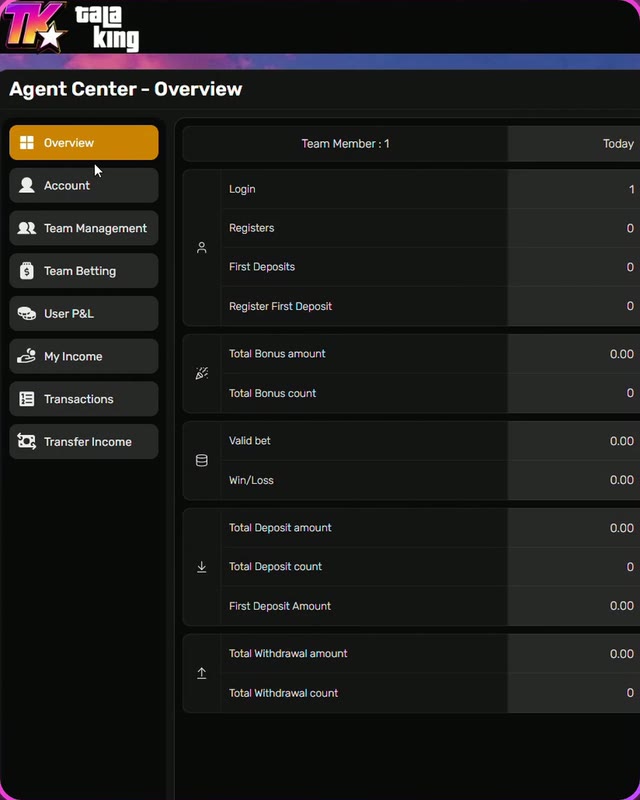 TK tala
king
Agent Center - Overview
Overview
Account
Team Management
Team Betting
User P&L
My Income
Transactions
Transfer Income
Team Member : 1 Today
Login 1
Registers 0
First Deposits 0
Register First Deposit 0
Total Bonus amount 0.00
Total Bonus count 0
Valid bet 0.00
Win/Loss 0.00
Total Deposit amount 0.00
Total Deposit count 0
First Deposit Amount 0.00
Total Withdrawal amount 0.00
Total Withdrawal count 0